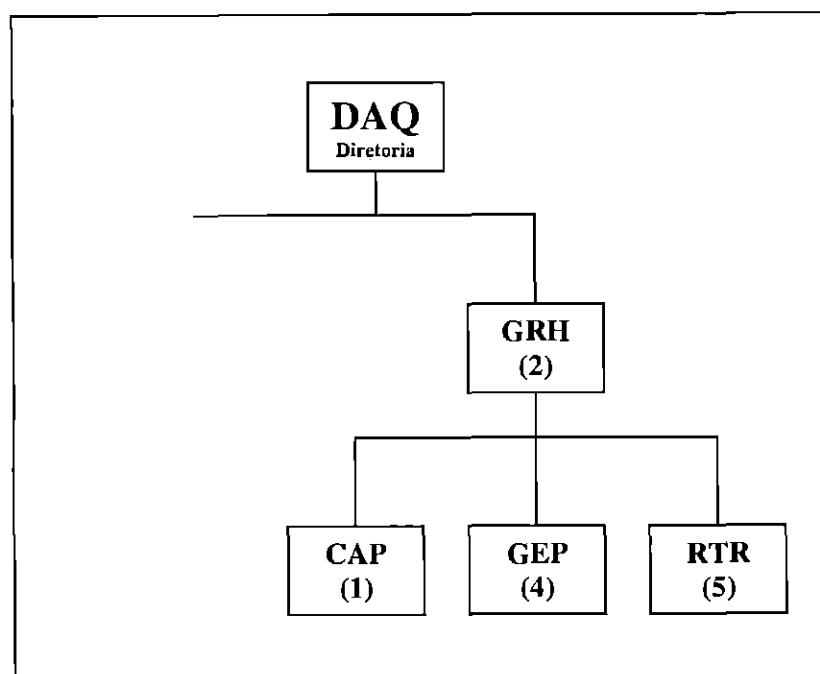 DAQ
Diretoria
GRH
(2)
CAP
(1)
GEP
(4)
RTR
(5)